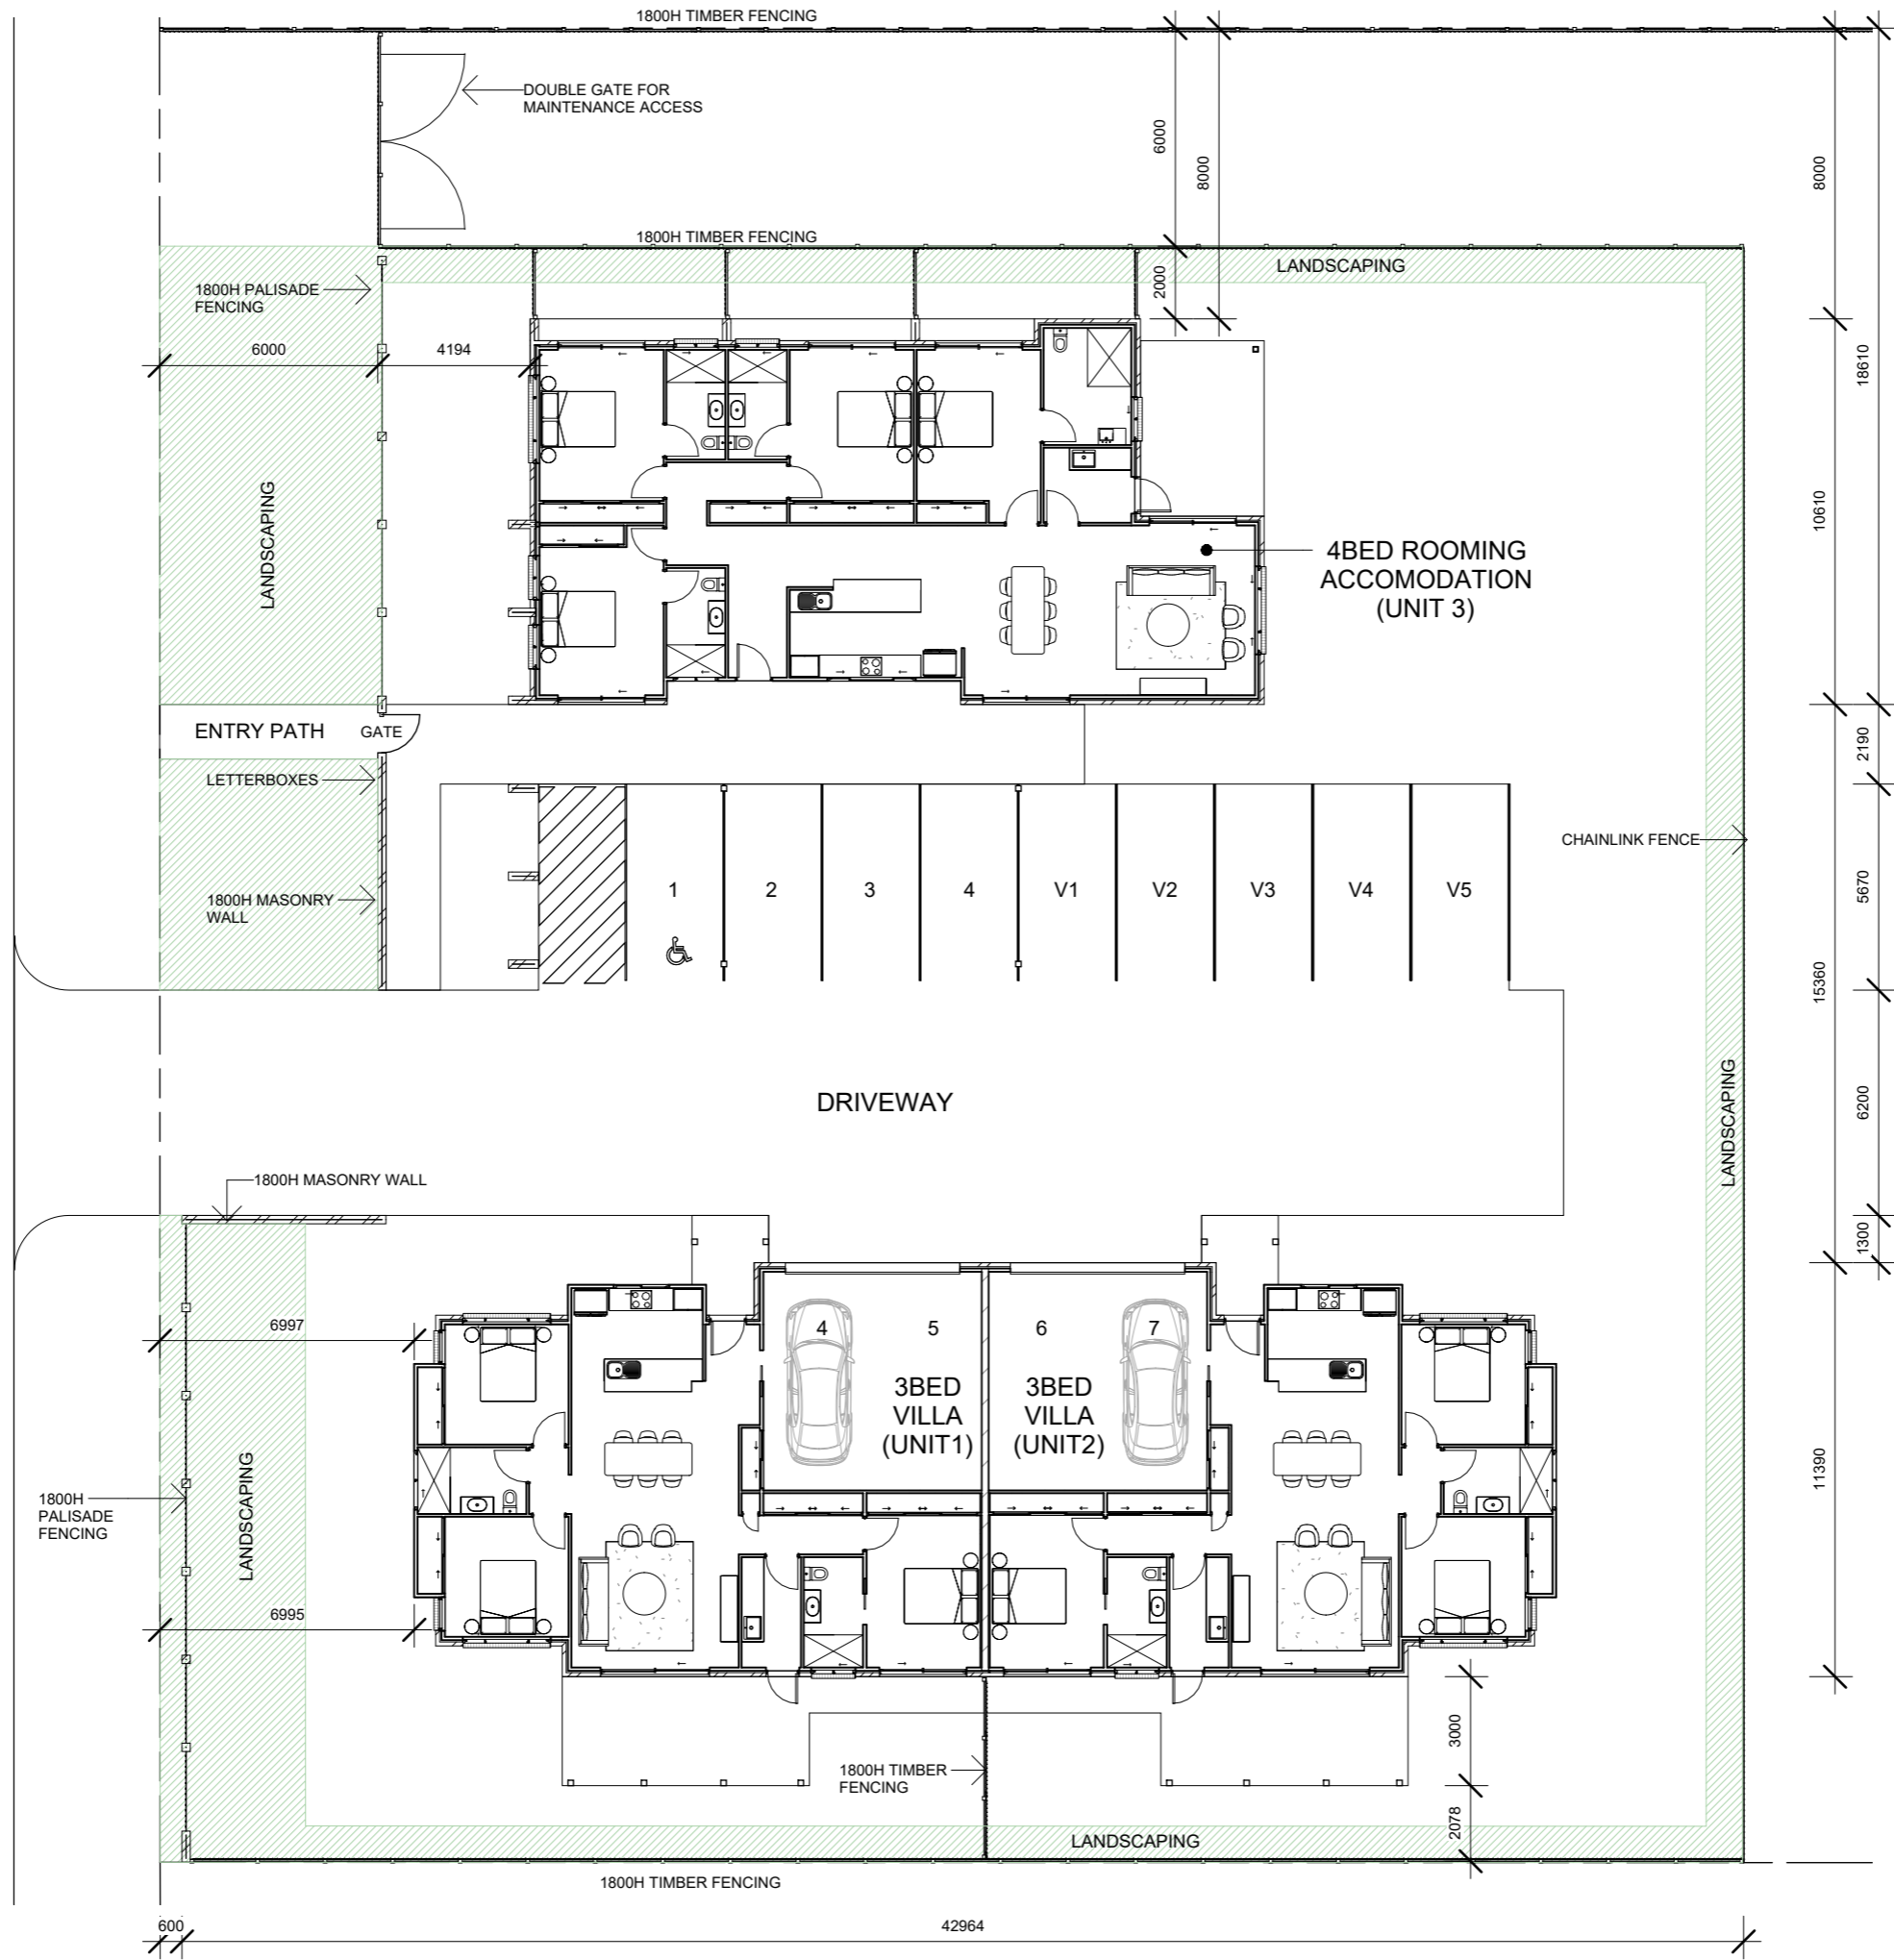 1800H TIMBER FENCING
DOUBLE GATE FOR
MAINTENANCE ACCESS
6000
8000
8000
1800H TIMBER FENCING
LANDSCAPING
1800H PALISADE
FENCING
2000
6000
4194
18610
LANDSCAPING
10610
4BED ROOMING
ACCOMODATION
(UNIT 3)
ENTRY PATH
GATE
2190
LETTERBOXES
CHAINLINK FENCE
1800H MASONRY
WALL
1
2
3
4
V1
V2
V3
V4
V5
5670
15360
DRIVEWAY
6200
LANDSCAPING
1800H MASONRY WALL
1300
6997
4
5
6
7
3BED
VILLA
(UNIT1)
3BED
VILLA
(UNIT2)
11390
1800H
PALISADE
FENCING
LANDSCAPING
6995
3000
1800H TIMBER
FENCING
2078
LANDSCAPING
1800H TIMBER FENCING
600
42964